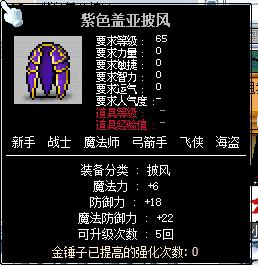 紫色盖亚披风
要求等级： 65
要求力量： 0
要求敏捷： 0
要求智力： 0
要求运气： 0
要求人气度： -
道具等级： -
道具经验值： -
新手 战士 魔法师 弓箭手 飞侠 海盗
装备分类 ： 披风
魔法力 ： +6
防御力 ： +18
魔法防御力 ： +22
可升级次数 ： 5回
金锤子已提高的强化次数: 0